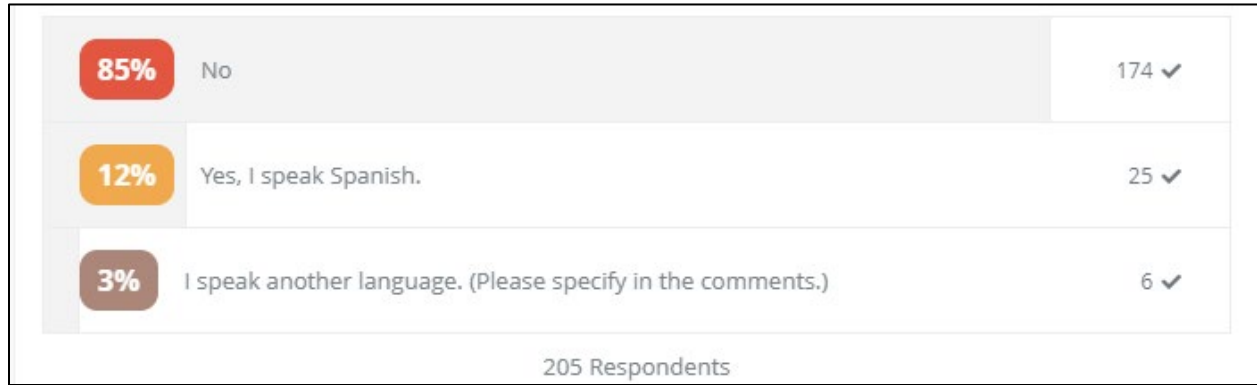 85% No 174 ✔
12% Yes, I speak Spanish. 25 ✔
3% I speak another language. (Please specify in the comments.) 6 ✔
205 Respondents